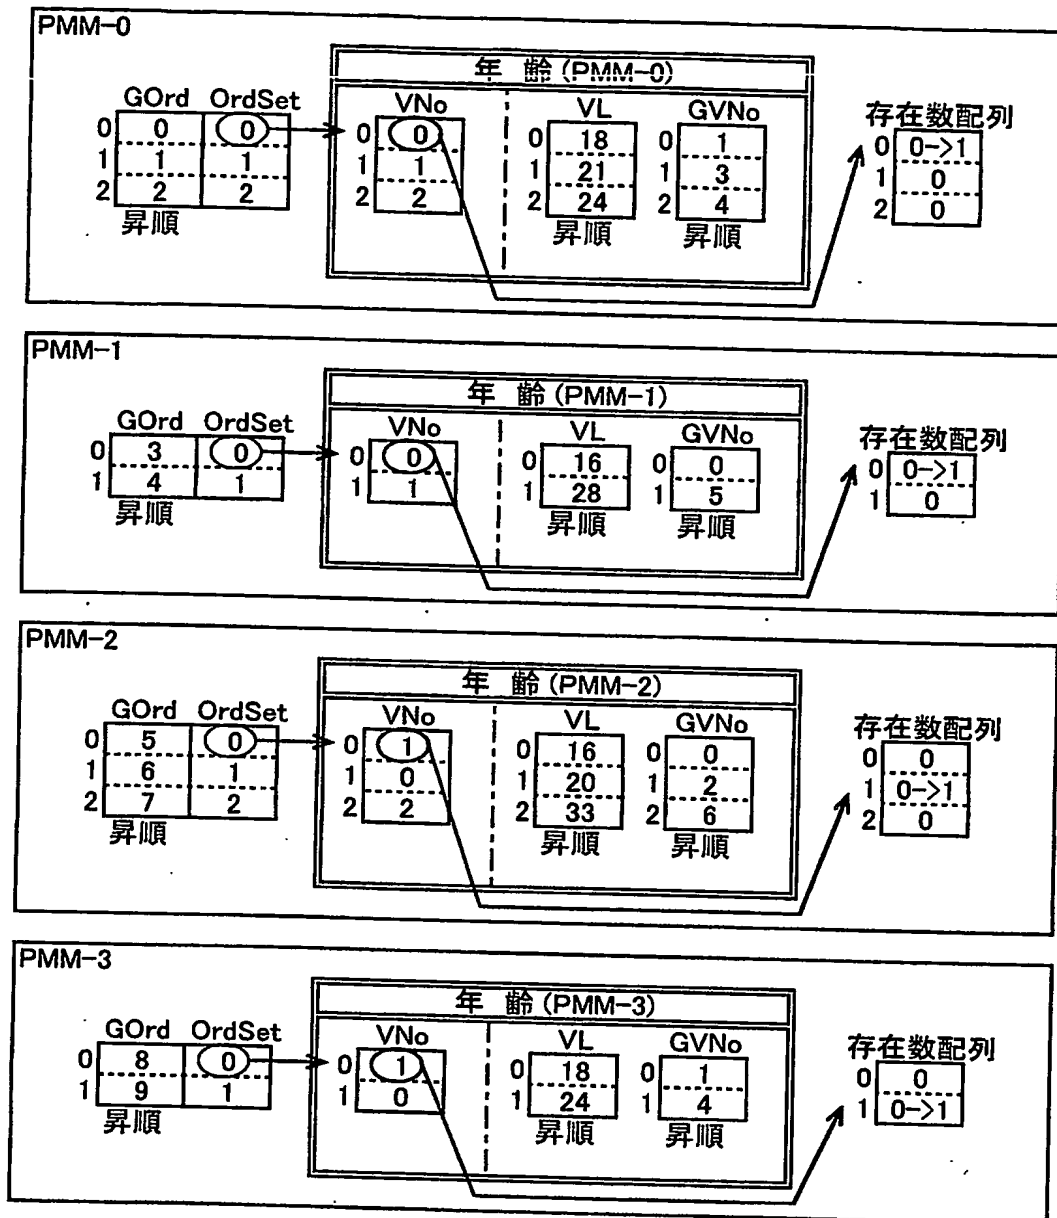 PMM-0
年 齢 (PMM-0)
GOrd OrdSet VNo VL GVNo 存在数配列
0 0 0 0 0 0 18 0 1 0 0->1
1 1 1 1 1 1 21 1 3 1 0
2 2 2 2 2 2 24 2 4 2 0
昇順 昇順 昇順
PMM-1
年 齢 (PMM-1)
GOrd OrdSet VNo VL GVNo 存在数配列
0 3 0 0 0 0 16 0 0 0 0->1
1 4 1 1 1 1 28 1 5 1 0
昇順 昇順 昇順
PMM-2
年 齢 (PMM-2)
GOrd OrdSet VNo VL GVNo 存在数配列
0 5 0 0 1 0 16 0 0 0 0
1 6 1 1 0 1 20 1 2 1 0->1
2 7 2 2 2 2 33 2 6 2 0
昇順 昇順 昇順
PMM-3
年 齢 (PMM-3)
GOrd OrdSet VNo VL GVNo 存在数配列
0 8 0 0 1 0 18 0 1 0 0
1 9 1 1 0 1 24 1 4 1 0->1
昇順 昇順 昇順